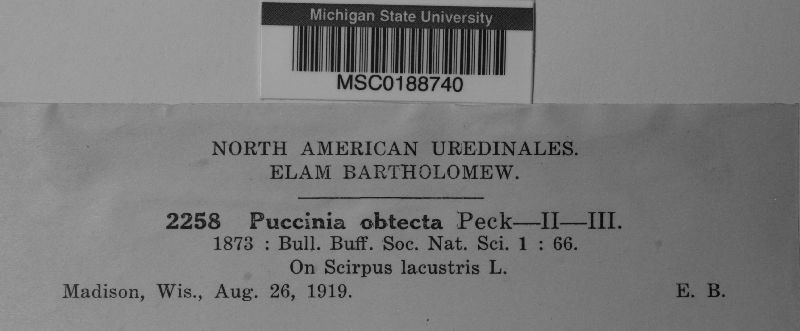 Michigan State University
MSC0188740
NORTH AMERICAN UREDINALES.
ELAM BARTHOLOMEW.
2258 Puccinia obtecta Peck—II—III.
1873 : Bull. Buff. Soc. Nat. Sci. 1 : 66.
On Scirpus lacustris L.
Madison, Wis., Aug. 26, 1919. E. B.